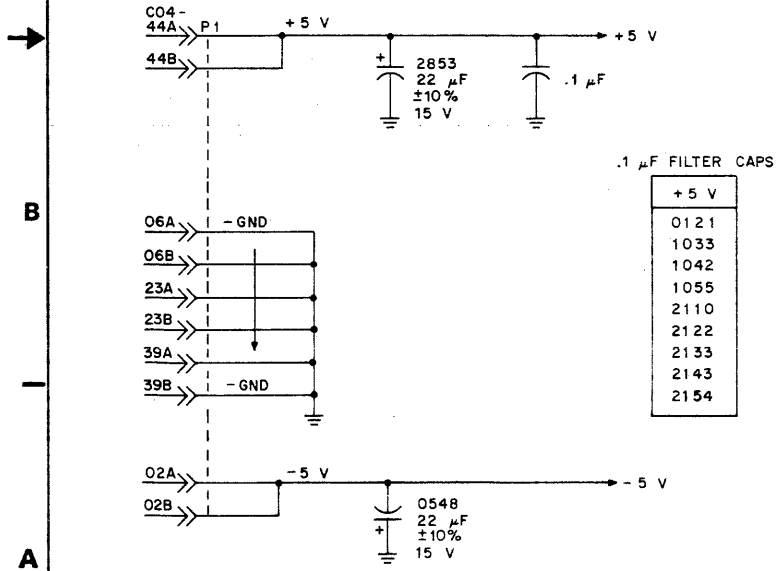 C04-
44A P1 +5 V +5 V
44B
+ 2853
22 µF
±10%
15 V
.1 µF
.1 µF FILTER CAPS
+5 V
0121
1033
1042
1055
2110
2122
2133
2143
2154
B
06A -GND
06B
23A
23B
39A
39B -GND
02A -5 V -5 V
02B
0548
22 µF
+ ±10%
15 V
A